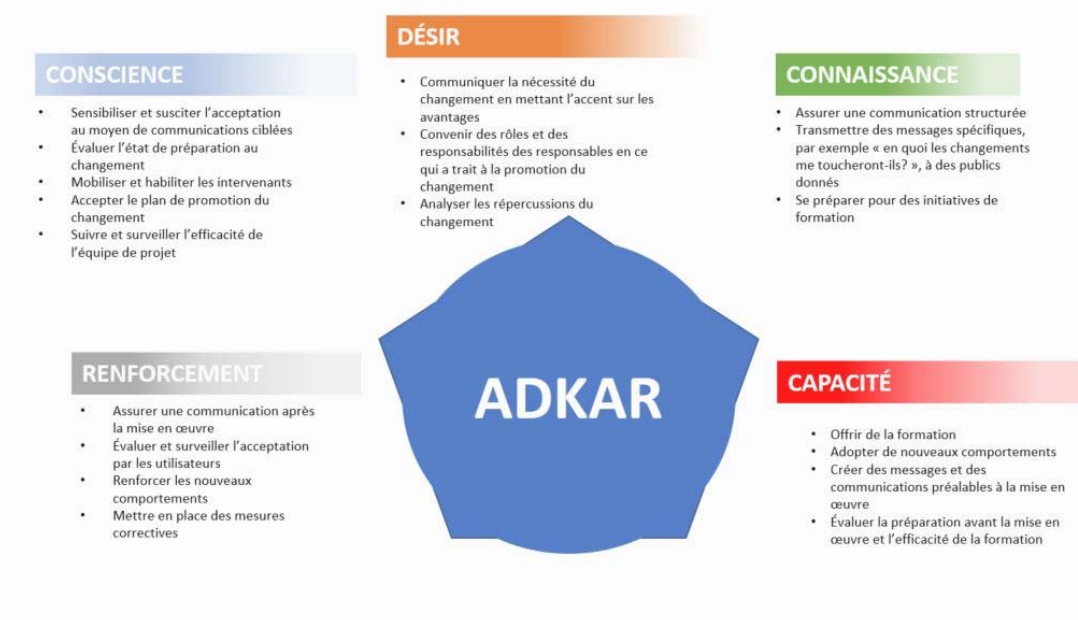 CONSCIENCE
• Sensibiliser et susciter l'acceptation
au moyen de communications ciblées
• Évaluer l'état de préparation au
changement
• Mobiliser et habiliter les intervenants
• Accepter le plan de promotion du
changement
• Suivre et surveiller l'efficacité de
l'équipe de projet
DÉSIR
• Communiquer la nécessité du
changement en mettant l'accent sur les
avantages
• Convenir des rôles et des
responsabilités des responsables en ce
qui a trait à la promotion du
changement
• Analyser les répercussions du
changement
CONNAISSANCE
• Assurer une communication structurée
• Transmettre des messages spécifiques,
par exemple « en quoi les changements
me toucheront-ils? », à des publics
donnés
• Se préparer pour des initiatives de
formation
RENFORCEMENT
• Assurer une communication après
la mise en œuvre
• Évaluer et surveiller l'acceptation
par les utilisateurs
• Renforcer les nouveaux
comportements
• Mettre en place des mesures
correctives
ADKAR
CAPACITÉ
• Offrir de la formation
• Adopter de nouveaux comportements
• Créer des messages et des
communications préalables à la mise en
œuvre
• Évaluer la préparation avant la mise en
œuvre et l'efficacité de la formation